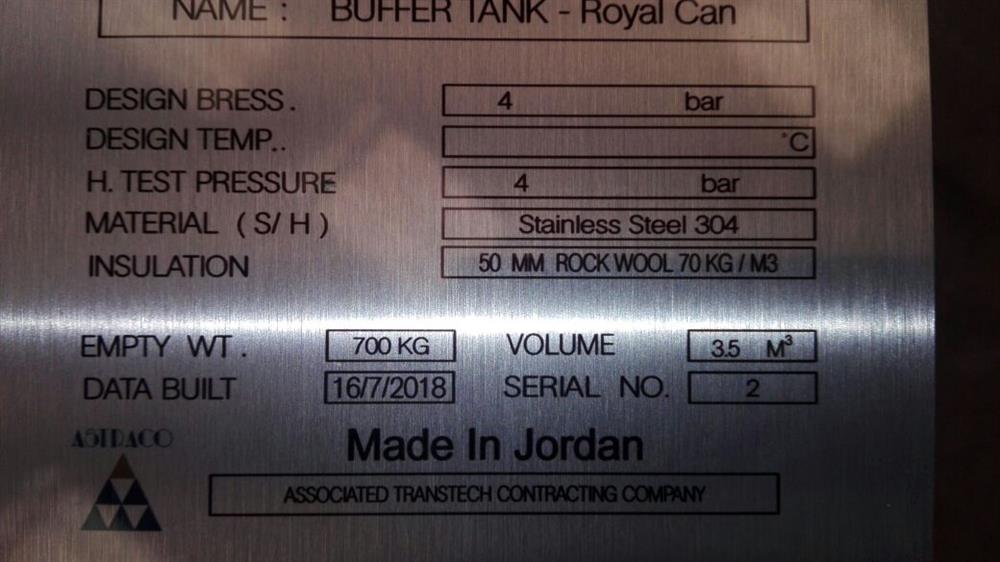 NAME : BUFFER TANK - Royal Can
DESIGN BRESS. 4 bar
DESIGN TEMP.. °C
H. TEST PRESSURE 4 bar
MATERIAL ( S/ H ) Stainless Steel 304
INSULATION 50 MM ROCK WOOL 70 KG / M3
EMPTY WT . 700 KG VOLUME 3.5 M³
DATA BUILT 16/7/2018 SERIAL NO. 2
ASTRACO
Made In Jordan
ASSOCIATED TRANSTECH CONTRACTING COMPANY